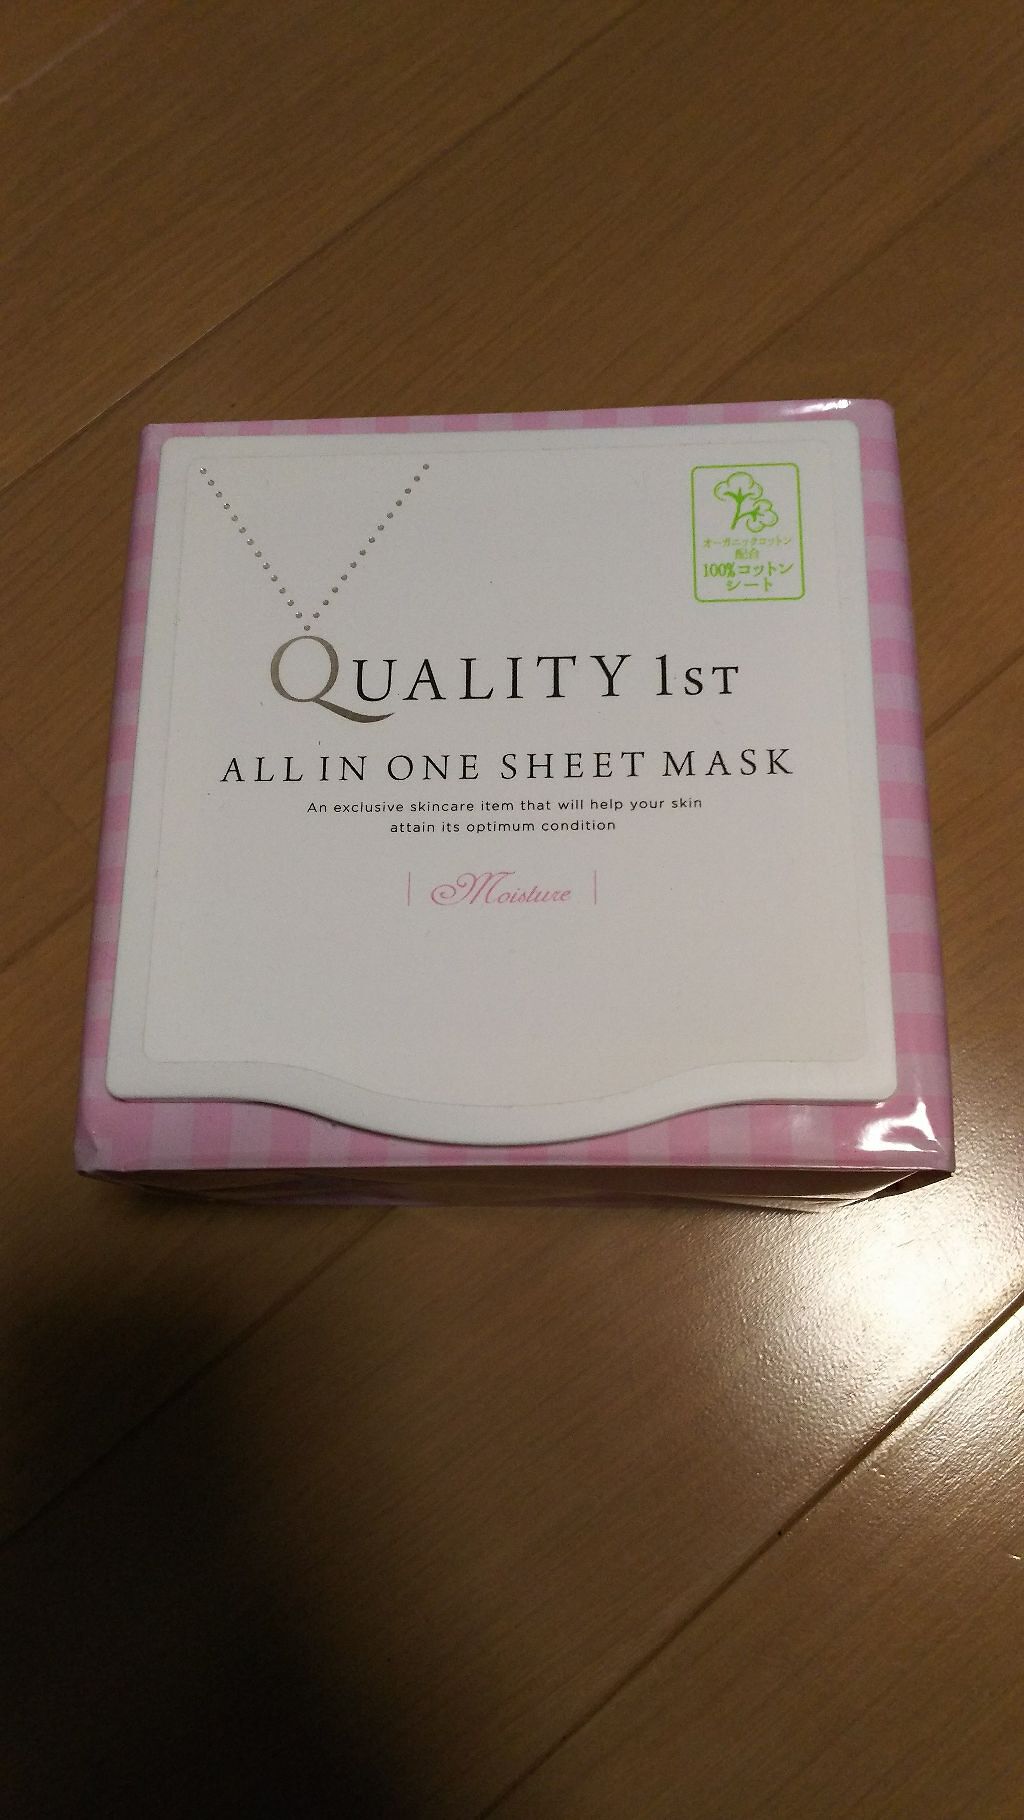 オーガニックコットン
配合
100%コットン
シート
QUALITY 1ST
ALL IN ONE SHEET MASK
An exclusive skincare item that will help your skin
attain its optimum condition
Moisture